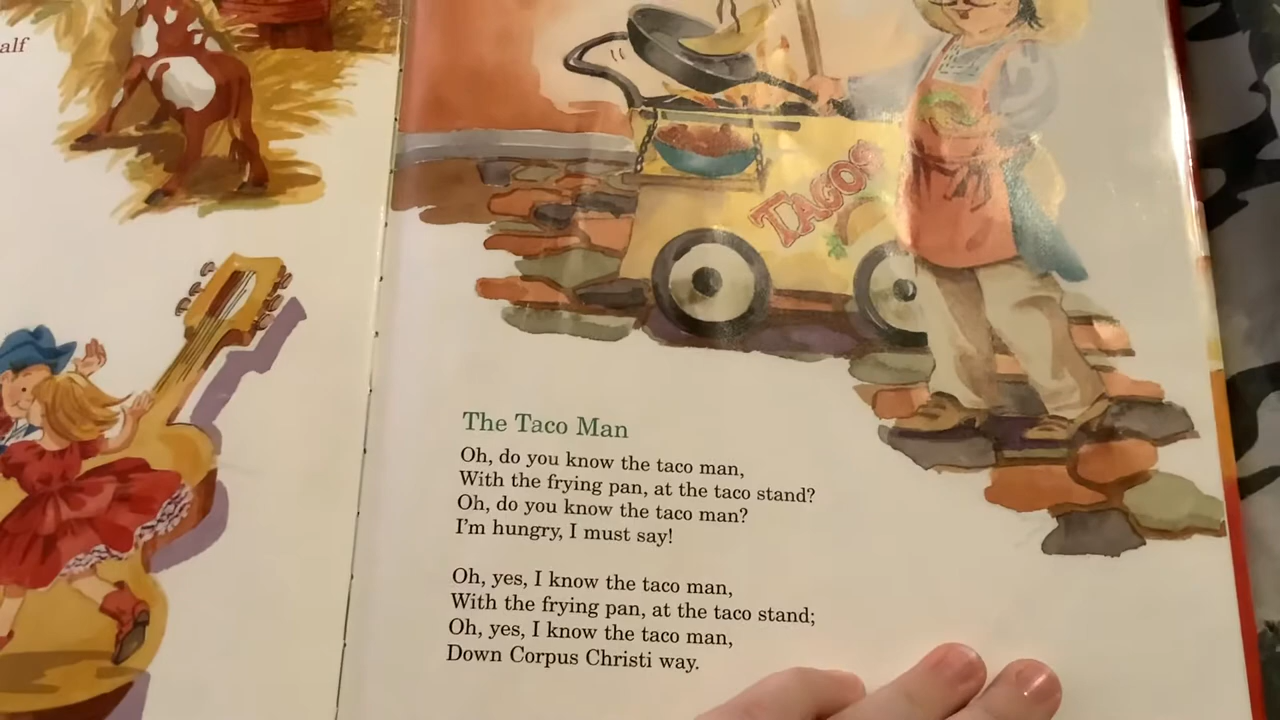 alf
TACOS
The Taco Man
Oh, do you know the taco man,
With the frying pan, at the taco stand?
Oh, do you know the taco man?
I'm hungry, I must say!
Oh, yes, I know the taco man,
With the frying pan, at the taco stand;
Oh, yes, I know the taco man,
Down Corpus Christi way.